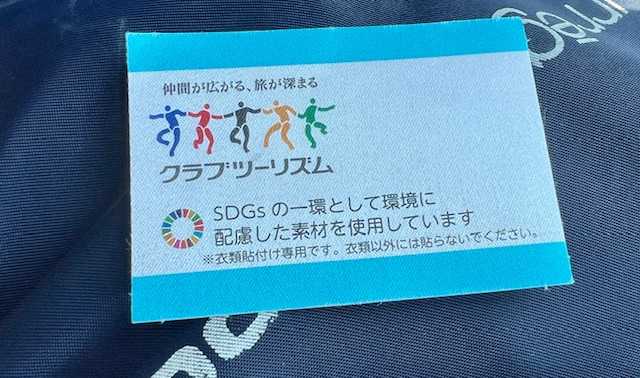 仲間が広がる、旅が深まる
クラブツーリズム
SDGs の一環として環境に
配慮した素材を使用しています
※衣類貼付け専用です。衣類以外には貼らないでください。